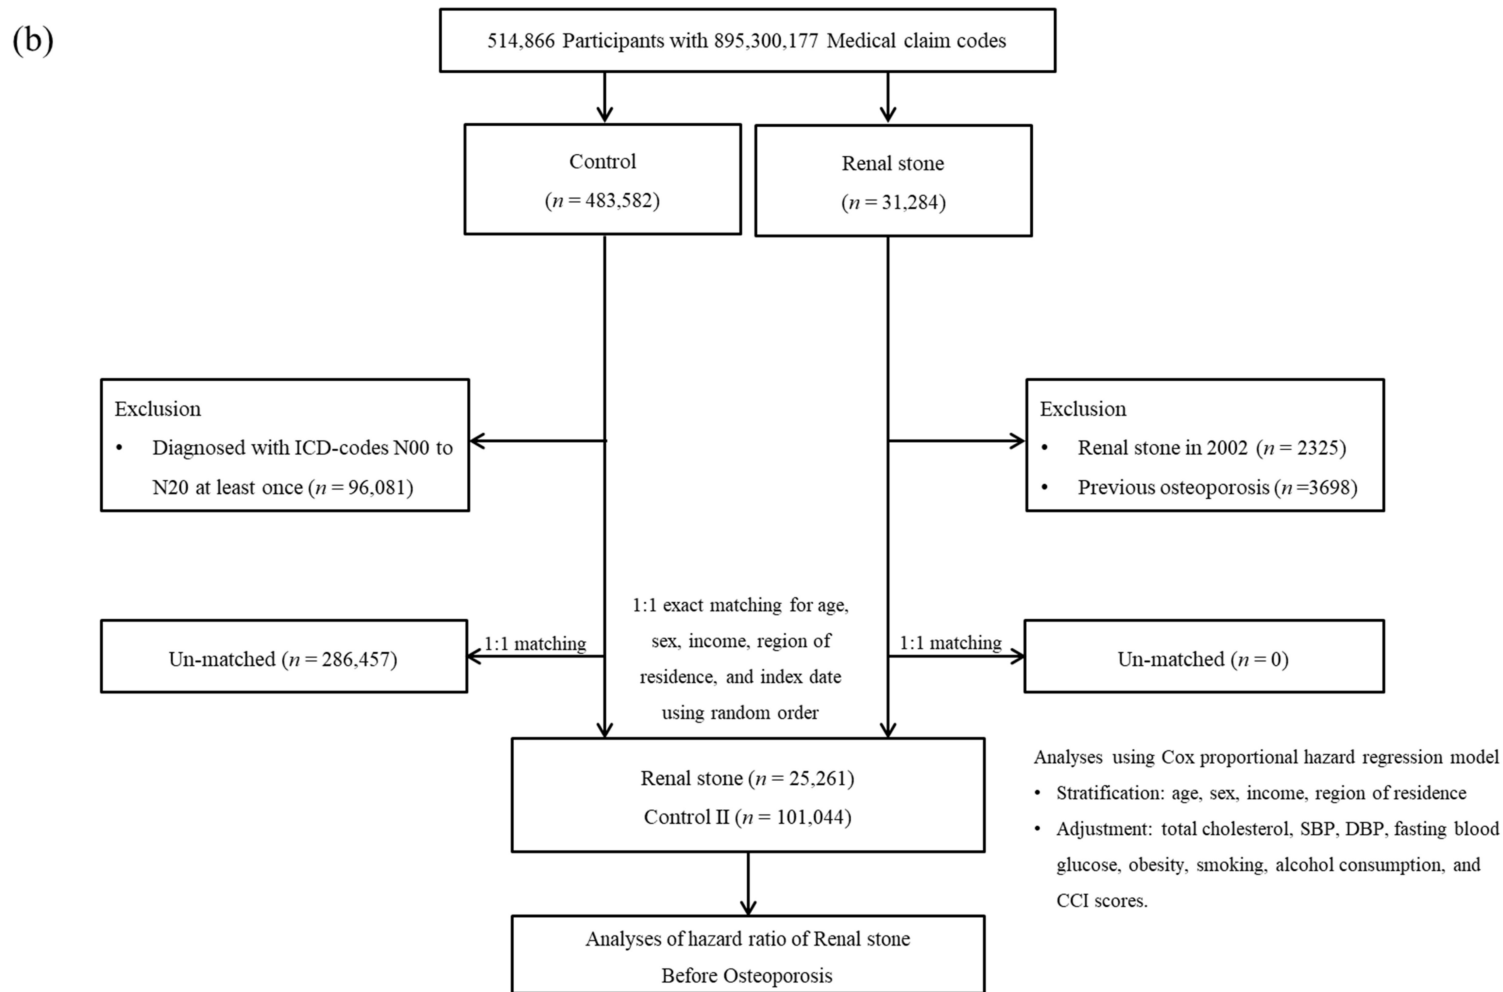 (b)
514,866 Participants with 895,300,177 Medical claim codes
Control
(n = 483,582)
Renal stone
(n = 31,284)
Exclusion
• Diagnosed with ICD-codes N00 to
N20 at least once (n = 96,081)
Exclusion
• Renal stone in 2002 (n = 2325)
• Previous osteoporosis (n =3698)
Un-matched (n = 286,457)
1:1 matching
1:1 exact matching for age,
sex, income, region of
residence, and index date
using random order
1:1 matching
Un-matched (n = 0)
Renal stone (n = 25,261)
Control II (n = 101,044)
Analyses using Cox proportional hazard regression model
• Stratification: age, sex, income, region of residence
• Adjustment: total cholesterol, SBP, DBP, fasting blood
glucose, obesity, smoking, alcohol consumption, and
CCI scores.
Analyses of hazard ratio of Renal stone
Before Osteoporosis